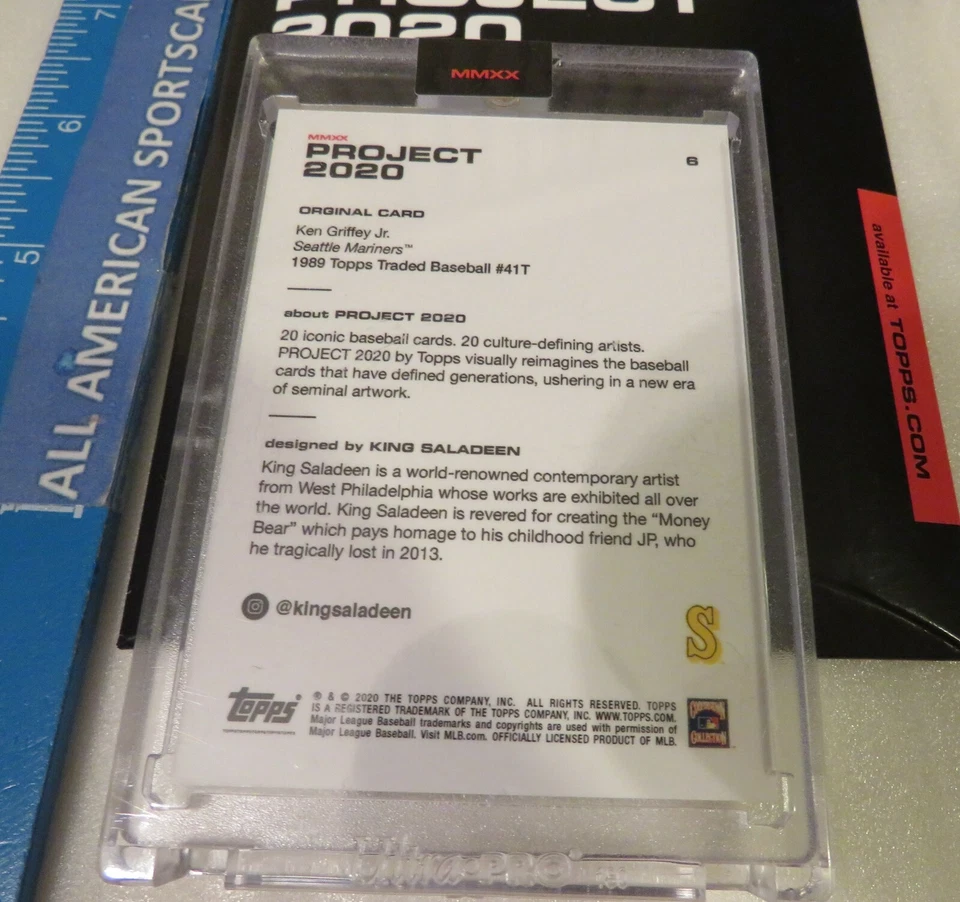 PROJECT
2020
MMXX
MMXX
PROJECT
2020
6
ORGINAL CARD
Ken Griffey Jr.
Seattle Mariners™
1989 Topps Traded Baseball #41T
about PROJECT 2020
20 iconic baseball cards. 20 culture-defining artists.
PROJECT 2020 by Topps visually reimagines the baseball
cards that have defined generations, ushering in a new era
of seminal artwork.
designed by KING SALADEEN
King Saladeen is a world-renowned contemporary artist
from West Philadelphia whose works are exhibited all over
the world. King Saladeen is revered for creating the “Money
Bear” which pays homage to his childhood friend JP, who
he tragically lost in 2013.
@kingsaladeen
S
topps®
® & © 2020 THE TOPPS COMPANY, INC. ALL RIGHTS RESERVED. TOPPS
IS A REGISTERED TRADEMARK OF THE TOPPS COMPANY, INC. WWW.TOPPS.COM.
Major League Baseball trademarks and copyrights are used with permission of
Major League Baseball. Visit MLB.com. OFFICIALLY LICENSED PRODUCT OF MLB.
COLLECTION
Ultra•PRO
available at TOPPS.COM
ALL AMERICAN SPORTSCA
5
6
7